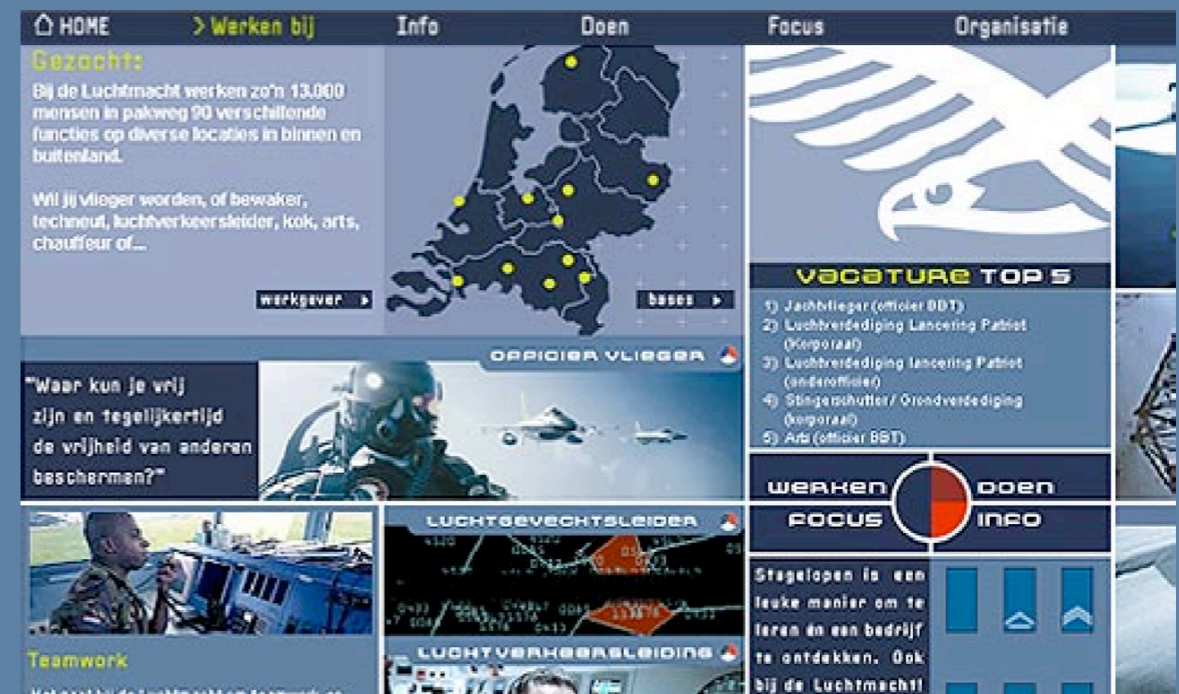 HOME
> Werken bij
Info
Doen
Focus
Organisatie
Gezocht:
Bij de Luchtmacht werken zo'n 13.000
mensen in pakweg 90 verschillende
functies op diverse locaties in binnen en
buitenland.
Wil jij vlieger worden, of bewaker,
techneut, luchtverkeersleider, kok, arts,
chauffeur of...
werkgever
bases
OFFICIER VLIEGER
"Waar kun je vrij
zijn en tegelijkertijd
de vrijheid van anderen
beschermen?"
VACATURE TOP 5
1) Jachtvlieger (officier BBT)
2) Luchtverdediging Lancering Patriot
(Korporaal)
3) Luchtverdediging lancering Patriot
(onderofficier)
4) Stingerschutter / Grondverdediging
(korporaal)
5) Arts (officier BBT)
WERKEN
DOEN
FOCUS
INFO
LUCHTGEVECHTSLEIDER
LUCHTVERKEERSLEIDING
Teamwork
Stagelopen is een
leuke manier om te
leren en een bedrijf
te ontdekken. Ook
bij de Luchtmacht!